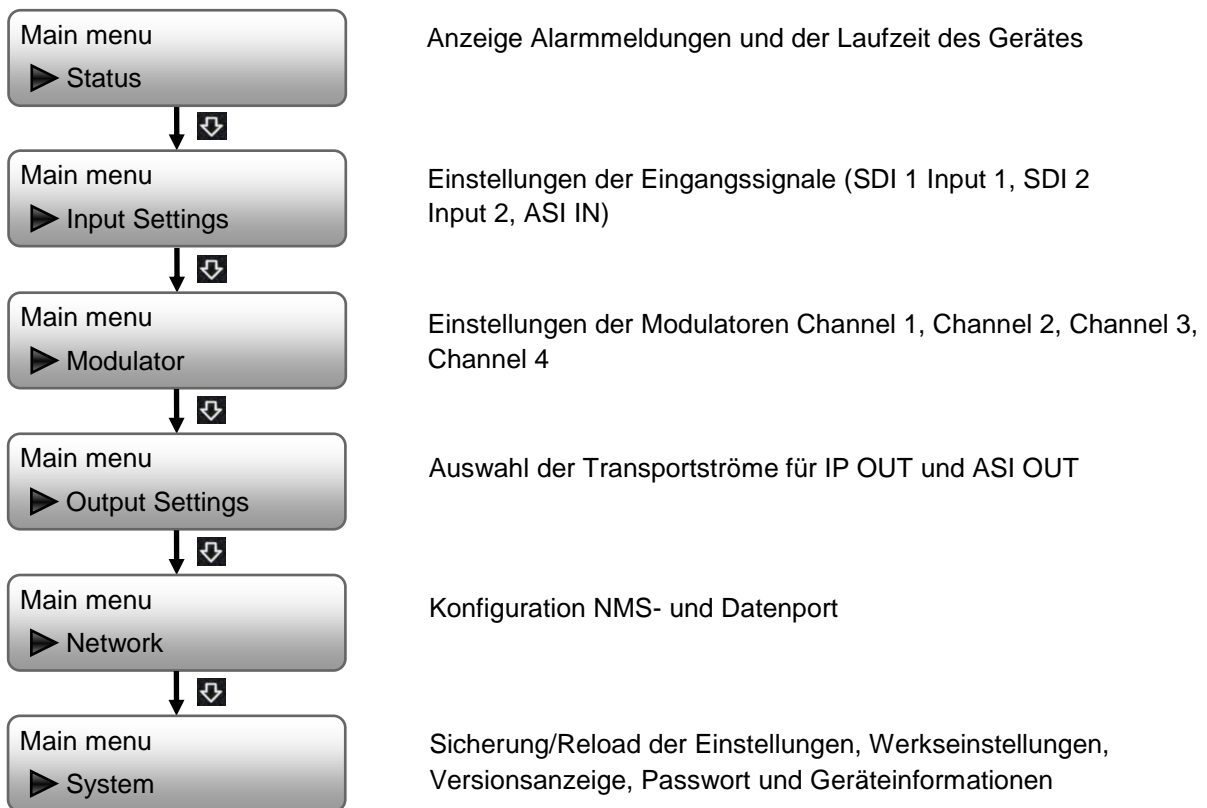 Main menu
Status
Anzeige Alarmmeldungen und der Laufzeit des Gerätes
Main menu
Input Settings
Einstellungen der Eingangssignale (SDI 1 Input 1, SDI 2
Input 2, ASI IN)
Main menu
Modulator
Einstellungen der Modulatoren Channel 1, Channel 2, Channel 3,
Channel 4
Main menu
Output Settings
Auswahl der Transportströme für IP OUT und ASI OUT
Main menu
Network
Konfiguration NMS- und Datenport
Main menu
System
Sicherung/Reload der Einstellungen, Werkseinstellungen,
Versionsanzeige, Passwort und Geräteinformationen